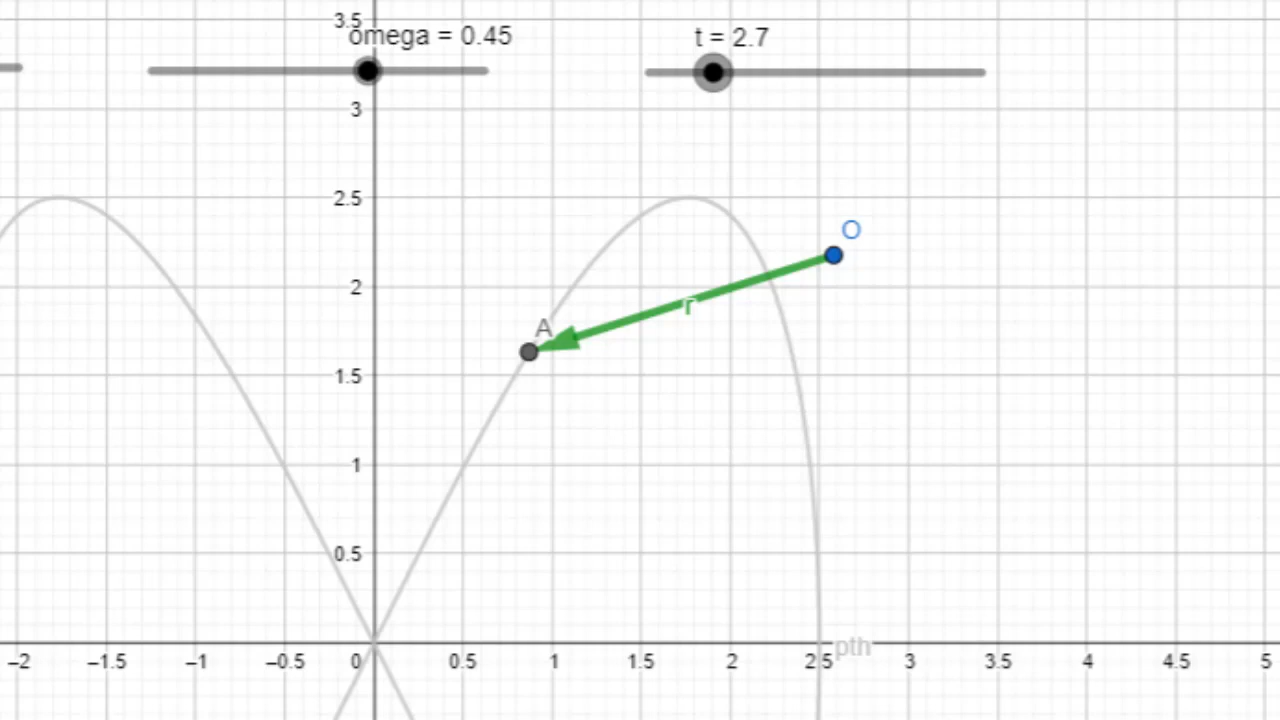 3.5
omega = 0.45
t = 2.7
3
2.5
O
2
r
A
1.5
1
0.5
pth
–2 –1.5 –1 –0.5 0 0.5 1 1.5 2 2.5 3 3.5 4 4.5 5